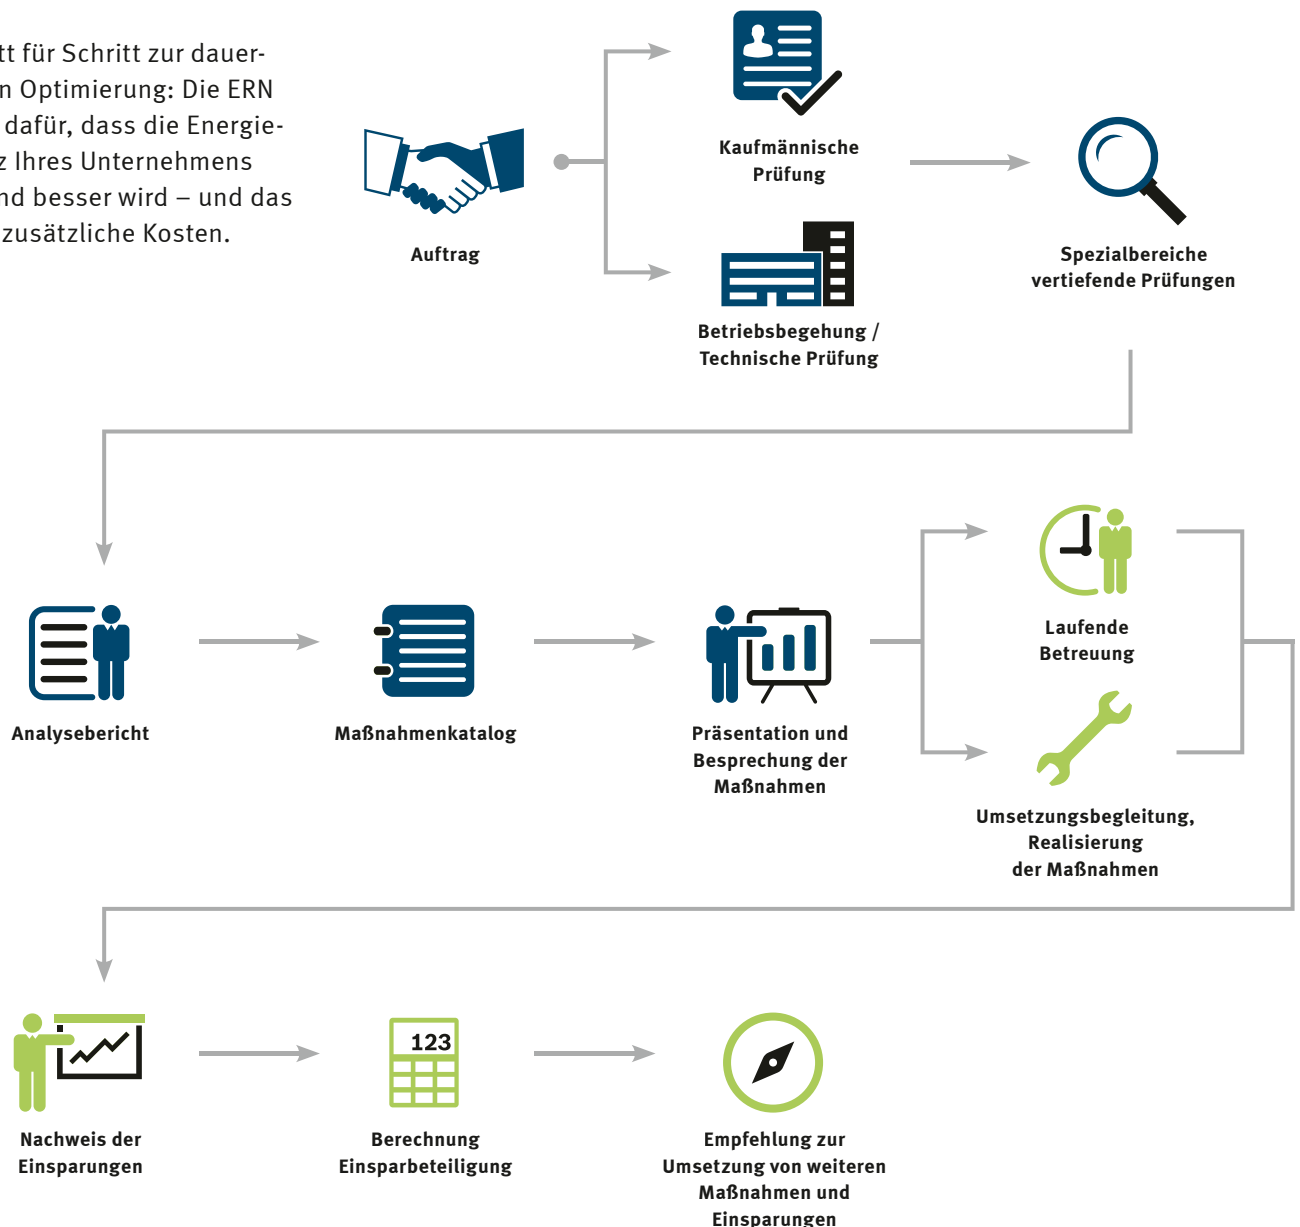 tt für Schritt zur dauer-
n Optimierung: Die ERN
dafür, dass die Energie-
z Ihres Unternehmens
nd besser wird – und das
zusätzliche Kosten.
Auftrag
Kaufmännische
Prüfung
Betriebsbegehung /
Technische Prüfung
Spezialbereiche
vertiefende Prüfungen
Analysebericht
Maßnahmenkatalog
Präsentation und
Besprechung der
Maßnahmen
Laufende
Betreuung
Umsetzungsbegleitung,
Realisierung
der Maßnahmen
Nachweis der
Einsparungen
123
Berechnung
Einsparbeteiligung
Empfehlung zur
Umsetzung von weiteren
Maßnahmen und
Einsparungen